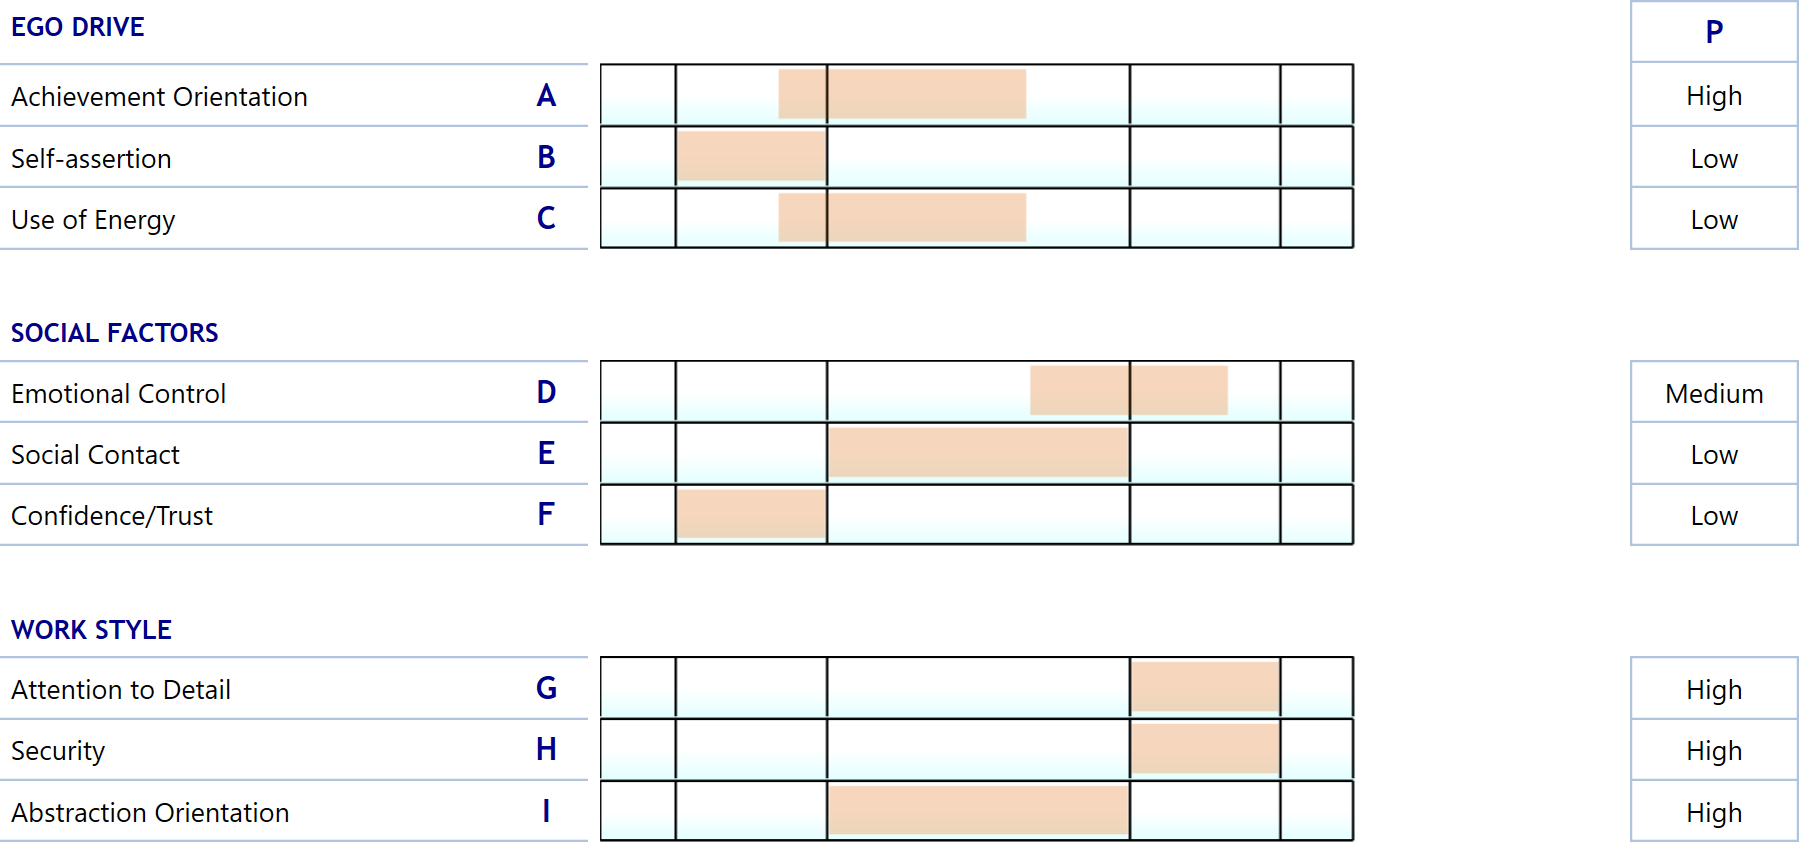 EGO DRIVE P
Achievement Orientation A High
Self-assertion B Low
Use of Energy C Low
SOCIAL FACTORS
Emotional Control D Medium
Social Contact E Low
Confidence/Trust F Low
WORK STYLE
Attention to Detail G High
Security H High
Abstraction Orientation I High